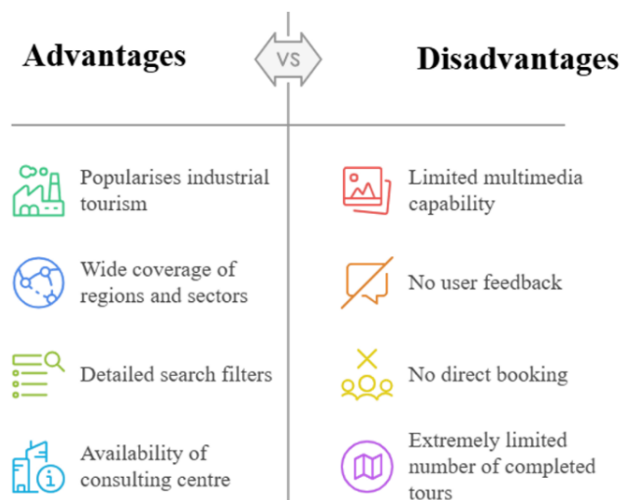 Advantages
VS
Disadvantages
Popularises industrial
tourism
Limited multimedia
capability
Wide coverage of
regions and sectors
No user feedback
Detailed search filters
No direct booking
Availability of
consulting centre
Extremely limited
number of completed
tours